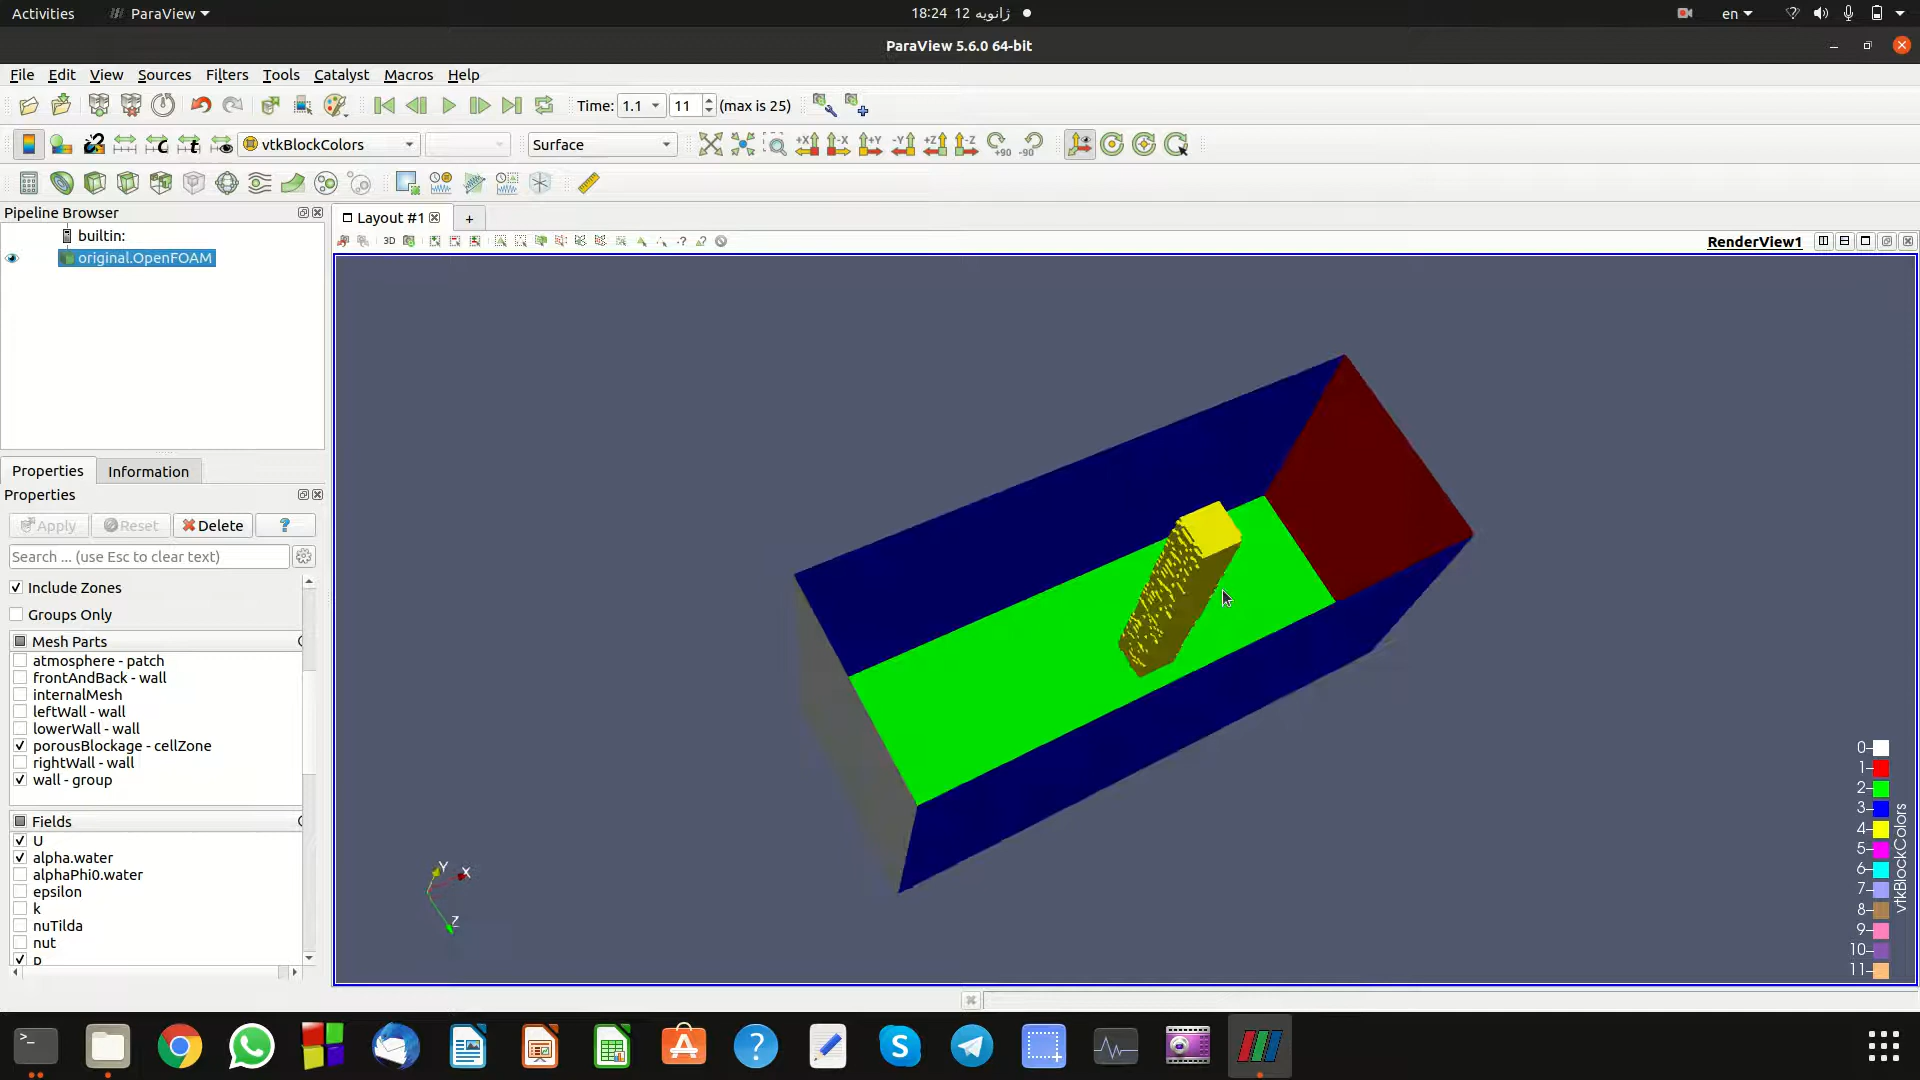 Activities
ParaView
18:24 ژانویه 12
en
ParaView 5.6.0 64-bit
File Edit View Sources Filters Tools Catalyst Macros Help
Time: 1.1 11 (max is 25)
vtkBlockColors
Surface
+X -X +Y -Y +Z -Z +90 -90
Pipeline Browser
builtin:
original.OpenFOAM
Layout #1
+
3D
RenderView1
Properties Information
Properties
Apply Reset Delete ?
Search ... (use Esc to clear text)
Include Zones
Groups Only
Mesh Parts
atmosphere - patch
frontAndBack - wall
internalMesh
leftWall - wall
lowerWall - wall
porousBlockage - cellZone
rightWall - wall
wall - group
Fields
U
alpha.water
alphaPhi0.water
epsilon
k
nuTilda
nut
p
Y
X
Z
0
1
2
3
4
5
6
7
8
9
10
11
vtkBlockColors